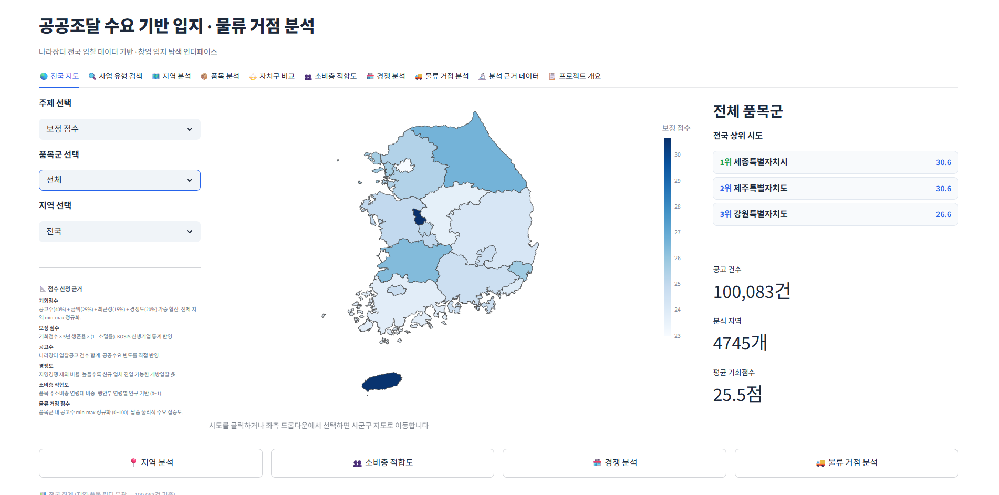 공공조달 수요 기반 입지 · 물류 거점 분석
나라장터 전국 입찰 데이터 기반 · 창업 입지 탐색 인터페이스
전국 지도 사업 유형 검색 지역 분석 품목 분석 자치구 비교 소비층 적합도 경쟁 분석 물류 거점 분석 분석 근거 데이터 프로젝트 개요
주제 선택
보정 점수
품목군 선택
전체
지역 선택
전국
점수 산정 근거
기회점수
공고수(40%) + 금액(25%) + 최근성(15%) + 경쟁도(20%) 가중 합산. 전체 지
역 min-max 정규화.
보정 점수
기회점수 × 5년 생존율 × (1 - 소멸률). KOSIS 신생기업 통계 반영.
공고수
나라장터 입찰공고 건수 합계. 공공수요 빈도를 직접 반영.
경쟁도
지명경쟁 제외 비율. 높을수록 신규 업체 진입 가능한 개방입찰 多.
소비층 적합도
품목 주소비층 연령대 비중. 행안부 연령별 인구 기반 (0~1).
물류 거점 점수
품목군 내 공고수 min-max 정규화 (0~100). 납품 물리적 수요 집중도.
보정 점수
30
29
28
27
26
25
24
23
시도를 클릭하거나 좌측 드롭다운에서 선택하면 시군구 지도로 이동합니다
전체 품목군
전국 상위 시도
1위 세종특별자치시 30.6
2위 제주특별자치도 30.6
3위 강원특별자치도 26.6
공고 건수
100,083건
분석 지역
4745개
평균 기회점수
25.5점
지역 분석
소비층 적합도
경쟁 분석
물류 거점 분석